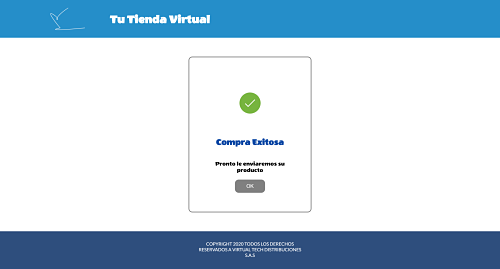 Tu Tienda Virtual
Compra Exitosa
Pronto le enviaremos su
producto
OK
COPYRIGHT 2020 TODOS LOS DERECHOS
RESERVADOS A VIRTUAL TECH DISTRIBUCIONES
S.A.S